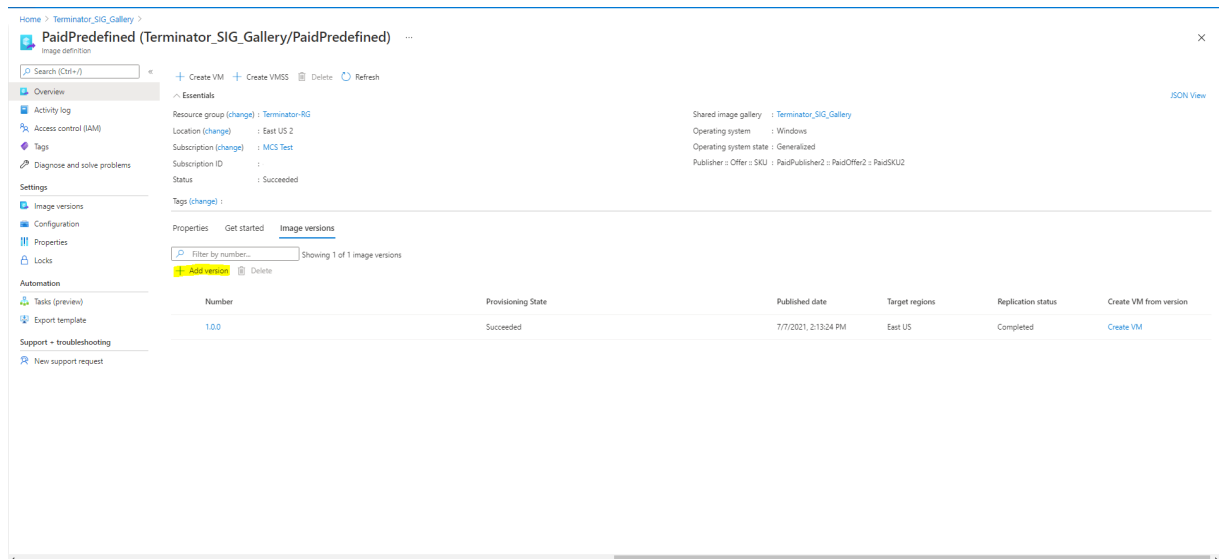 Home > Terminator_SIG_Gallery >
PaidPredefined (Terminator_SIG_Gallery/PaidPredefined) ...
Image definition
Search (Ctrl+/)
«
Overview
Activity log
Access control (IAM)
Tags
Diagnose and solve problems
Settings
Image versions
Configuration
Properties
Locks
Automation
Tasks (preview)
Export template
Support + troubleshooting
New support request
+ Create VM + Create VMSS Delete Refresh
Essentials JSON View
Resource group (change) : Terminator-RG
Location (change) : East US 2
Subscription (change) : MCS Test
Subscription ID :
Status : Succeeded
Shared image gallery : Terminator_SIG_Gallery
Operating system : Windows
Operating system state : Generalized
Publisher :: Offer :: SKU : PaidPublisher2 :: PaidOffer2 :: PaidSKU2
Tags (change) :
Properties Get started Image versions
Filter by number... Showing 1 of 1 image versions
+ Add version Delete
Number Provisioning State Published date Target regions Replication status Create VM from version
1.0.0 Succeeded 7/7/2021, 2:13:24 PM East US Completed Create VM